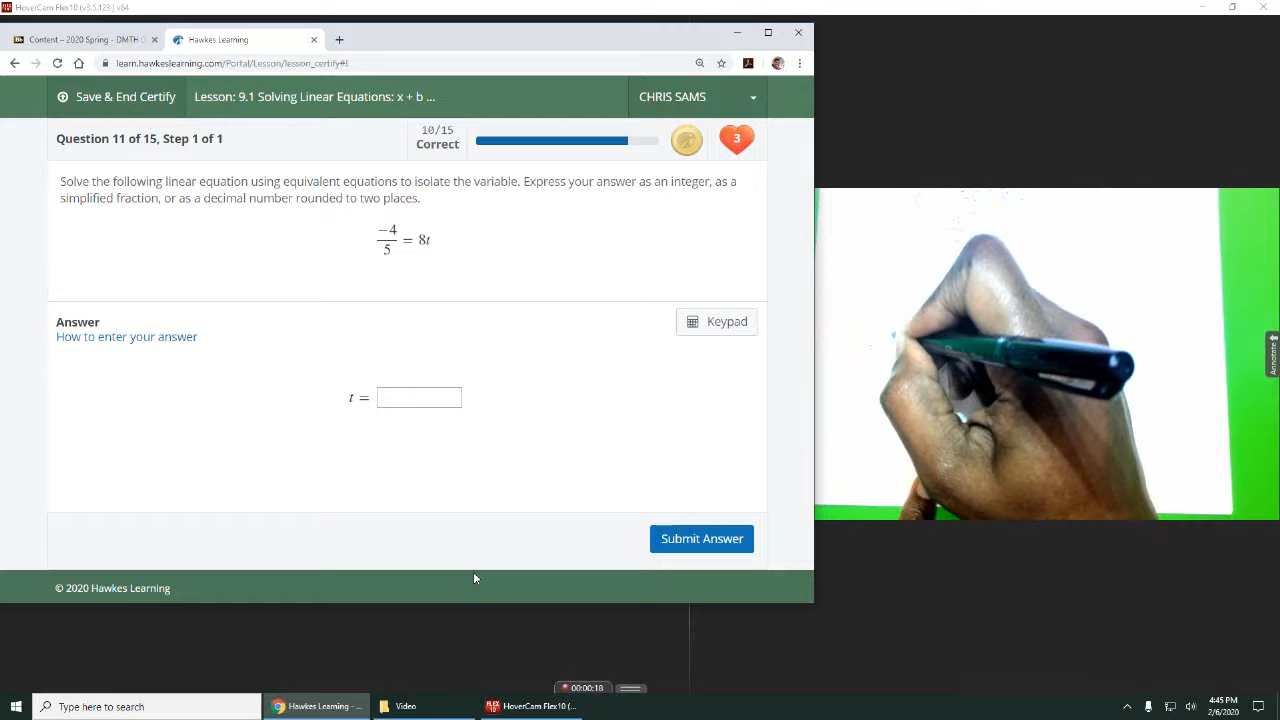 HoverCam Flex10 (v3.5.123) x64
Content – 2020 Spring - DMTH
Hawkes Learning
learn.hawkeslearning.com/Portal/Lesson/lesson_certify#!
Save & End Certify
Lesson: 9.1 Solving Linear Equations: x + b ...
CHRIS SAMS
Question 11 of 15, Step 1 of 1
10/15
Correct
3
Solve the following linear equation using equivalent equations to isolate the variable. Express your answer as an integer, as a
simplified fraction, or as a decimal number rounded to two places.
−4
5
= 8t
Answer
How to enter your answer
Keypad
t =
Submit Answer
© 2020 Hawkes Learning
Annotate
00:00:18
Type here to search
Hawkes Learning - ...
Video
HoverCam Flex10 (...
4:45 PM
2/6/2020